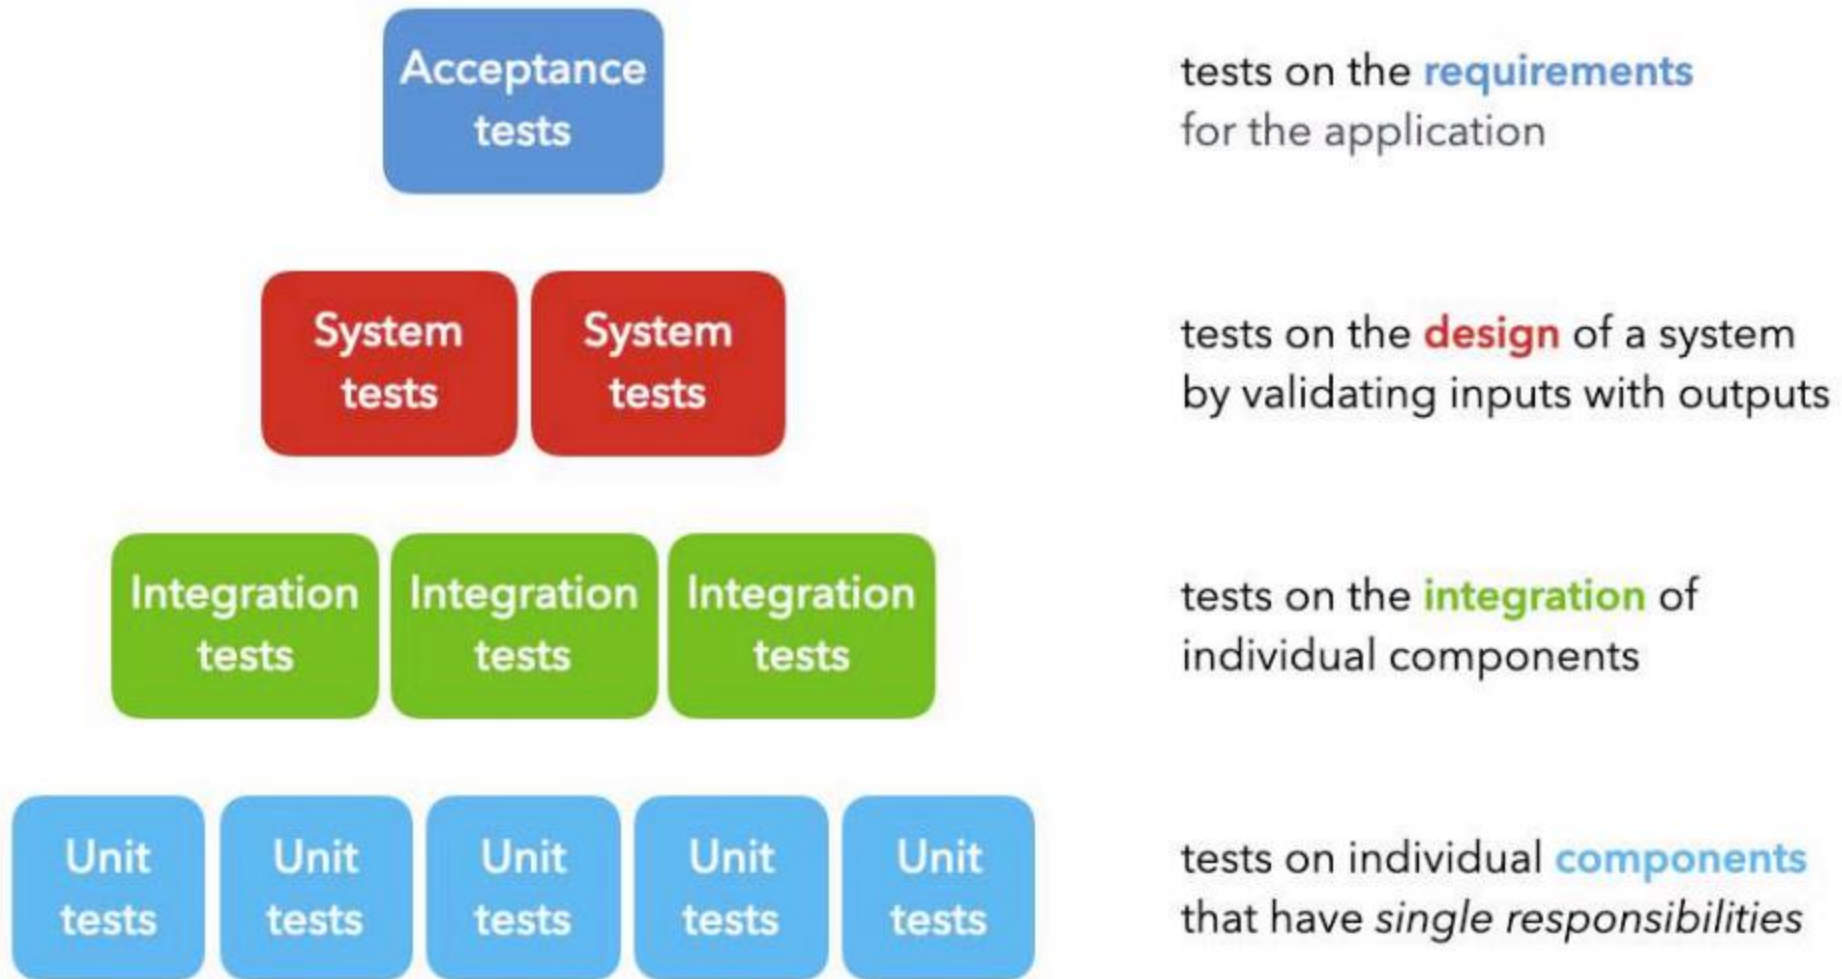 Acceptance
tests
tests on the requirements
for the application
System
tests
System
tests
tests on the design of a system
by validating inputs with outputs
Integration
tests
Integration
tests
Integration
tests
tests on the integration of
individual components
Unit
tests
Unit
tests
Unit
tests
Unit
tests
Unit
tests
tests on individual components
that have single responsibilities